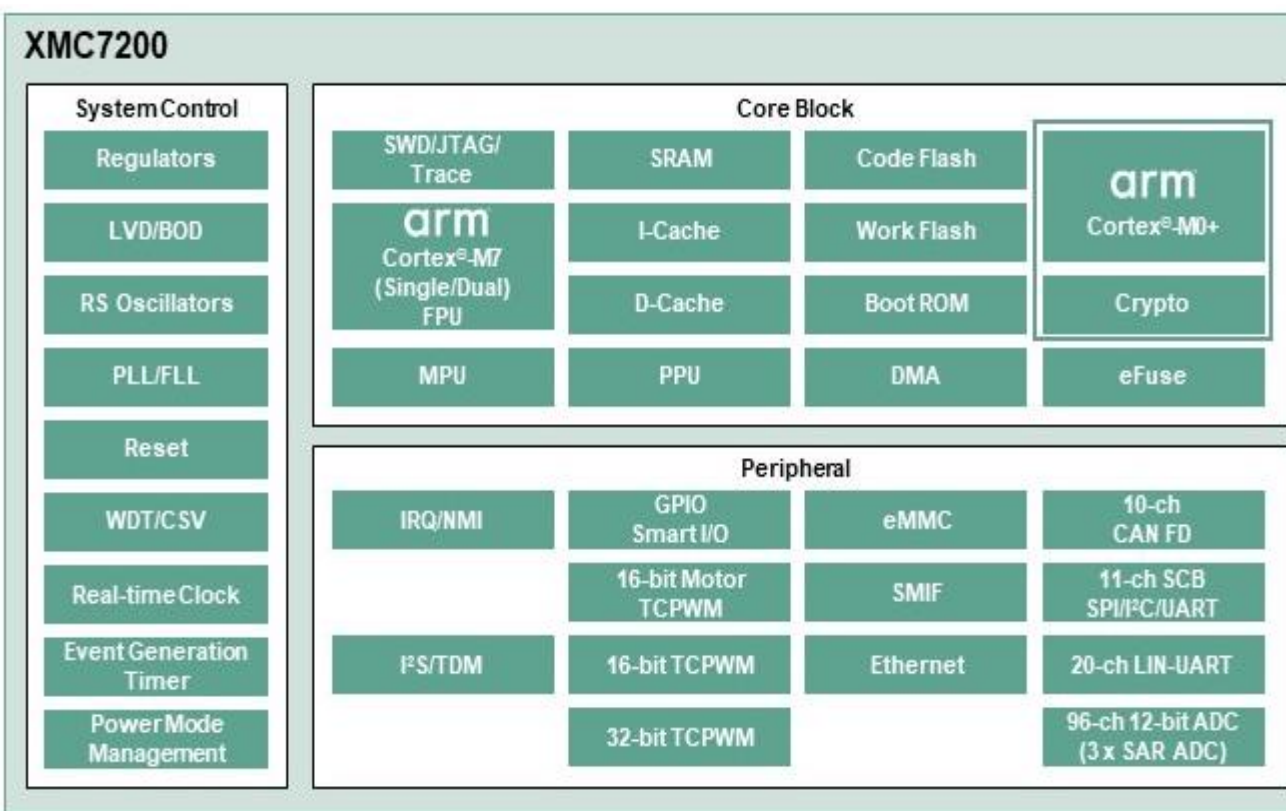 XMC7200
System Control
Regulators
LVD/BOD
RS Oscillators
PLL/FLL
Reset
WDT/CSV
Real-time Clock
Event Generation
Timer
Power Mode
Management
Core Block
SWD/JTAG/
Trace
SRAM
Code Flash
arm
Cortex®-M0+
arm
Cortex®-M7
(Single/Dual)
FPU
I-Cache
Work Flash
D-Cache
Boot ROM
Crypto
MPU
PPU
DMA
eFuse
Peripheral
IRQ/NMI
GPIO
Smart I/O
eMMC
10-ch
CAN FD
16-bit Motor
TCPWM
SMIF
11-ch SCB
SPI/I²C/UART
I²S/TDM
16-bit TCPWM
Ethernet
20-ch LIN-UART
32-bit TCPWM
96-ch 12-bit ADC
(3 x SAR ADC)